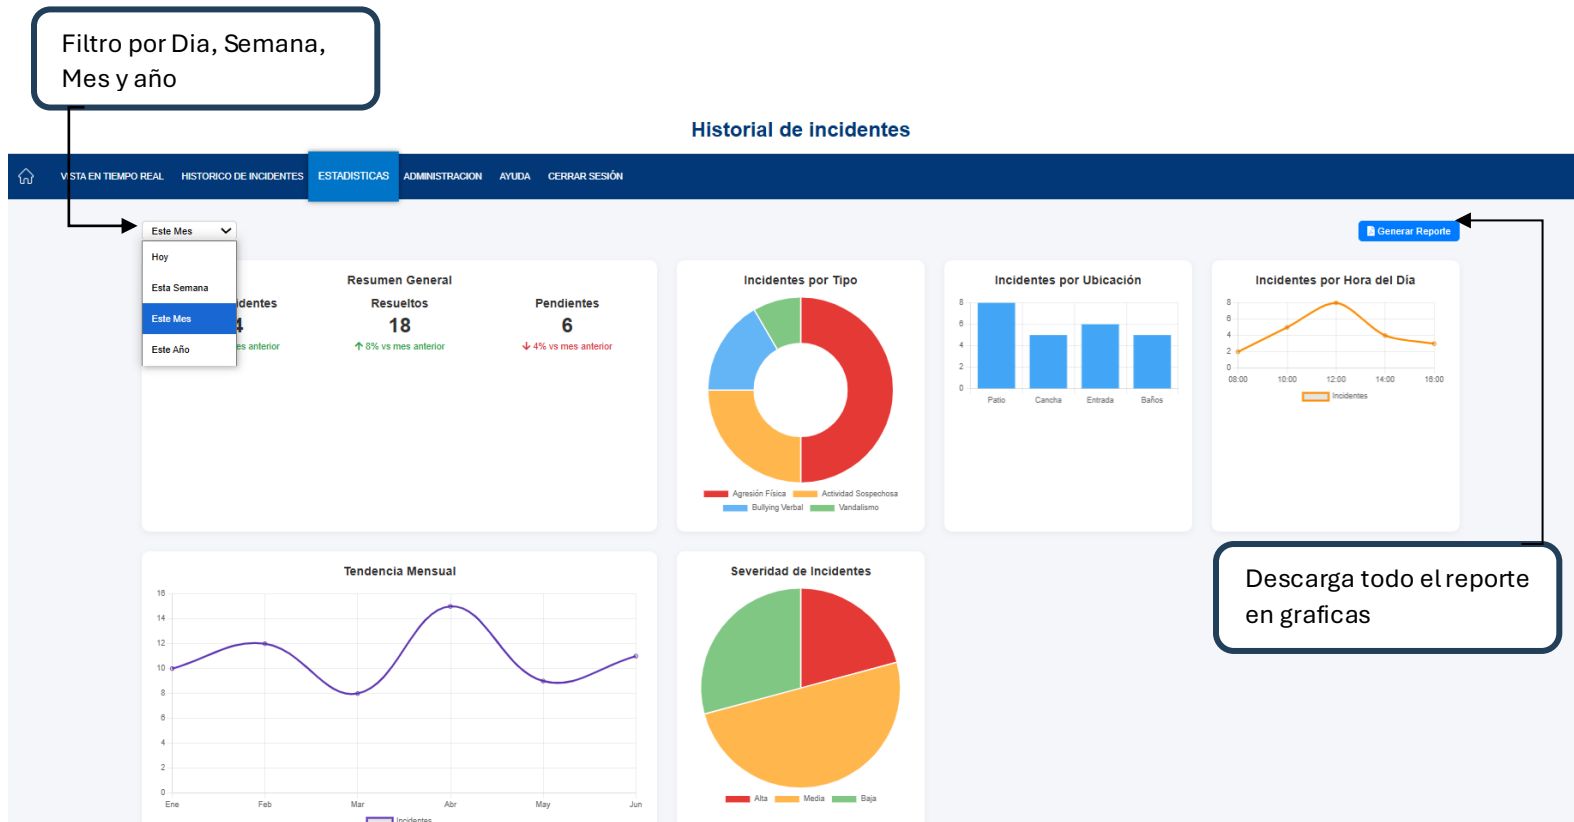 Filtro por Dia, Semana,
Mes y año
Historial de incidentes
VISTA EN TIEMPO REAL HISTORICO DE INCIDENTES ESTADISTICAS ADMINISTRACION AYUDA CERRAR SESIÓN
Este Mes
Generar Reporte
Hoy
Esta Semana
Este Mes
Este Año
Resumen General
identes
Resueltos
Pendientes
4
18
6
es anterior
8% vs mes anterior
4% vs mes anterior
Incidentes por Tipo
Agresión Física Actividad Sospechosa
Bullying Verbal Vandalismo
Incidentes por Ubicación
8
6
4
2
0
Patio Cancha Entrada Baños
Incidentes por Hora del Día
8
6
4
2
0
08:00 10:00 12:00 14:00 16:00
Incidentes
Tendencia Mensual
16
14
12
10
8
6
4
2
0
Ene Feb Mar Abr May Jun
Incidentes
Severidad de Incidentes
Alta Media Baja
Descarga todo el reporte
en graficas